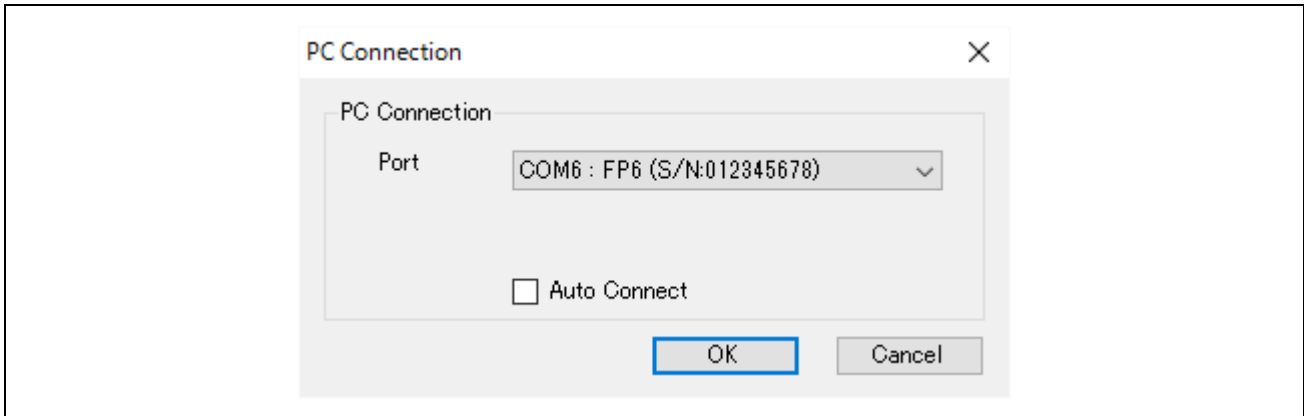 PC Connection
PC Connection
Port
COM6 : FP6 (S/N:012345678)
Auto Connect
OK
Cancel